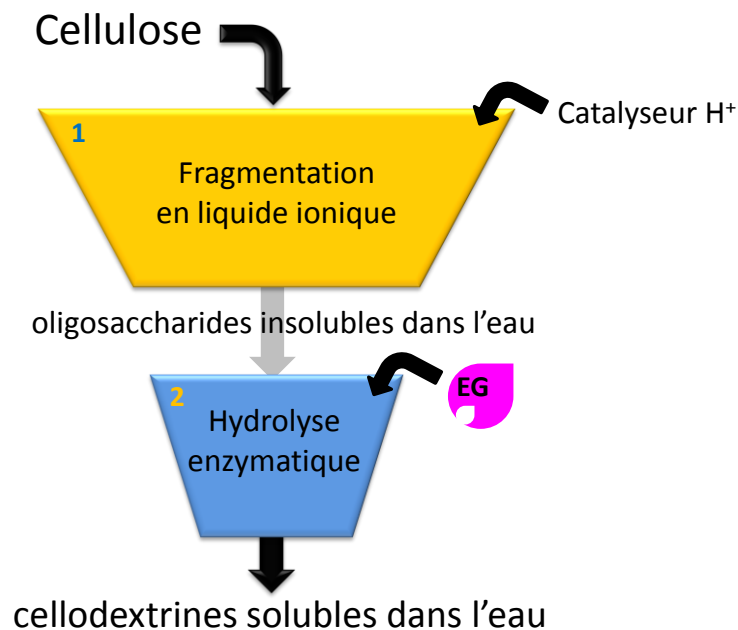 Cellulose
Catalyseur H⁺
1
Fragmentation
en liquide ionique
oligosaccharides insolubles dans l'eau
EG
2
Hydrolyse
enzymatique
cellodextrines solubles dans l'eau